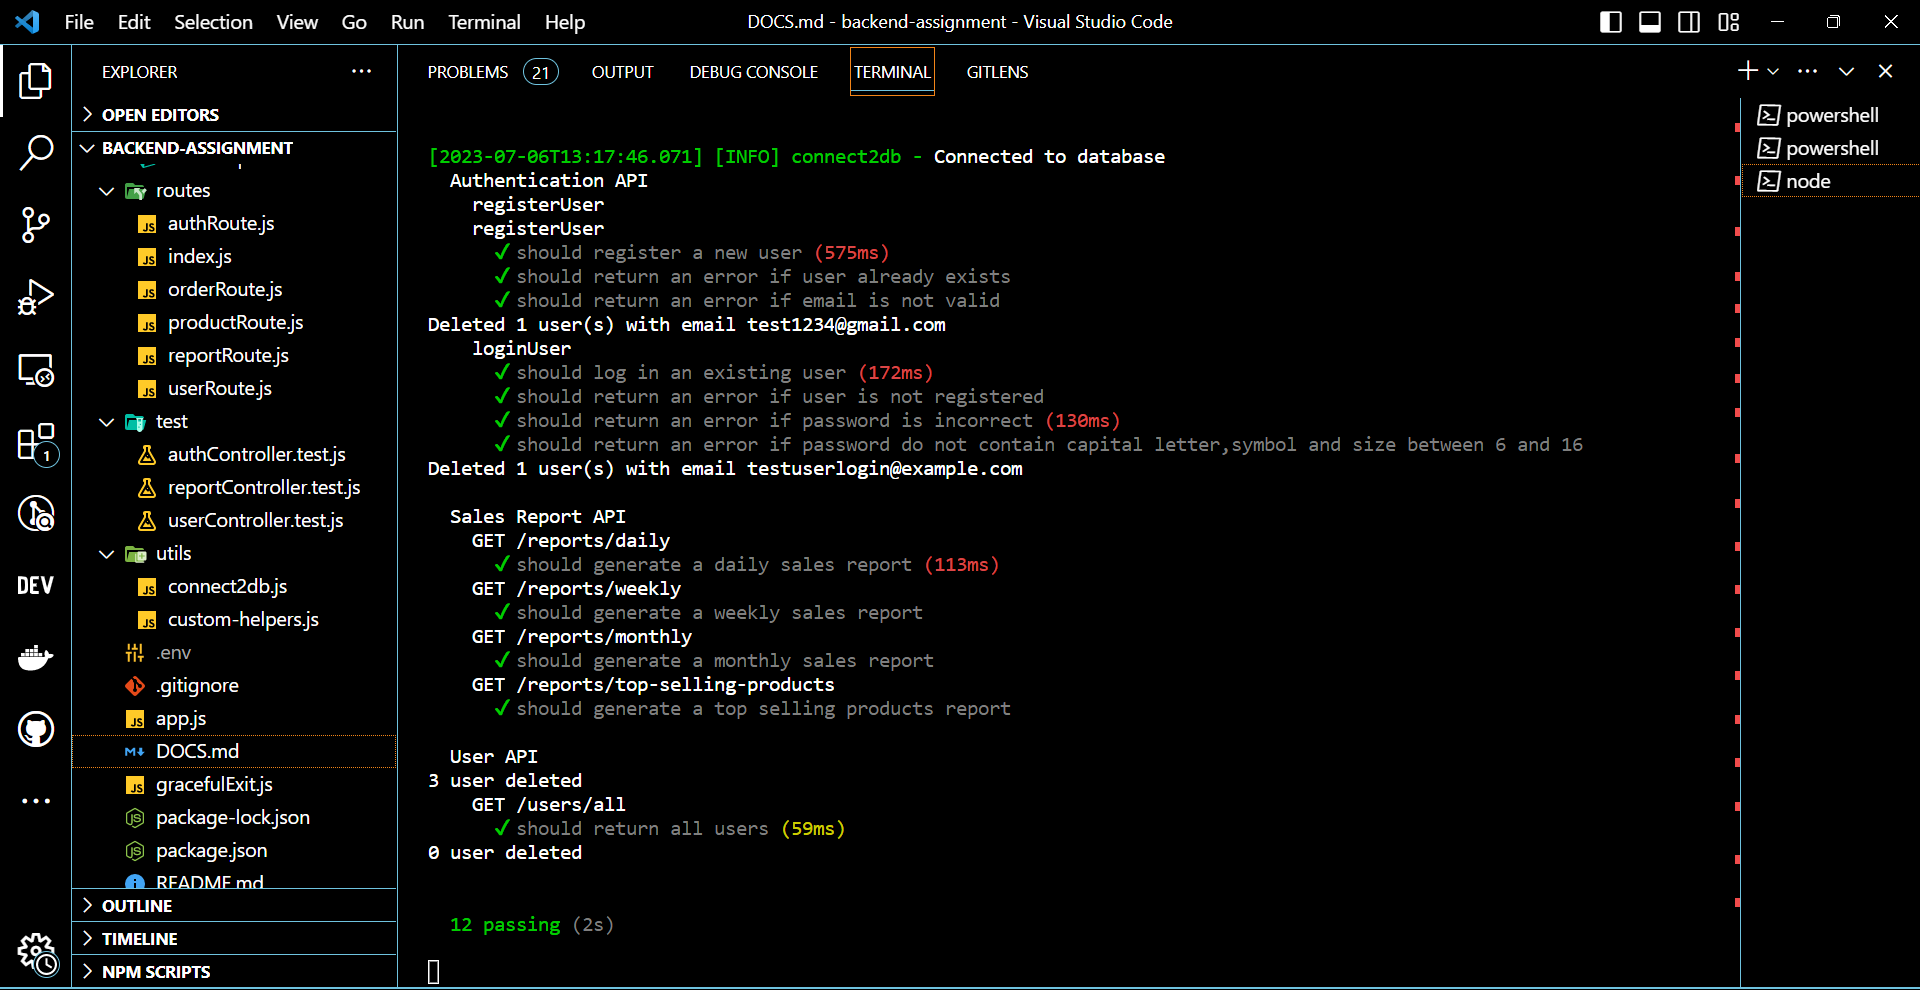 File Edit Selection View Go Run Terminal Help
DOCS.md - backend-assignment - Visual Studio Code
EXPLORER
OPEN EDITORS
BACKEND-ASSIGNMENT
routes
authRoute.js
index.js
orderRoute.js
productRoute.js
reportRoute.js
userRoute.js
test
authController.test.js
reportController.test.js
userController.test.js
utils
connect2db.js
custom-helpers.js
.env
.gitignore
app.js
DOCS.md
gracefulExit.js
package-lock.json
package.json
README.md
OUTLINE
TIMELINE
NPM SCRIPTS
1
DEV
PROBLEMS 21 OUTPUT DEBUG CONSOLE TERMINAL GITLENS
[2023-07-06T13:17:46.071] [INFO] connect2db - Connected to database
Authentication API
registerUser
registerUser
✓ should register a new user (575ms)
✓ should return an error if user already exists
✓ should return an error if email is not valid
Deleted 1 user(s) with email test1234@gmail.com
loginUser
✓ should log in an existing user (172ms)
✓ should return an error if user is not registered
✓ should return an error if password is incorrect (130ms)
✓ should return an error if password do not contain capital letter,symbol and size between 6 and 16
Deleted 1 user(s) with email testuserlogin@example.com
Sales Report API
GET /reports/daily
✓ should generate a daily sales report (113ms)
GET /reports/weekly
✓ should generate a weekly sales report
GET /reports/monthly
✓ should generate a monthly sales report
GET /reports/top-selling-products
✓ should generate a top selling products report
User API
3 user deleted
GET /users/all
✓ should return all users (59ms)
0 user deleted
12 passing (2s)
powershell
powershell
node